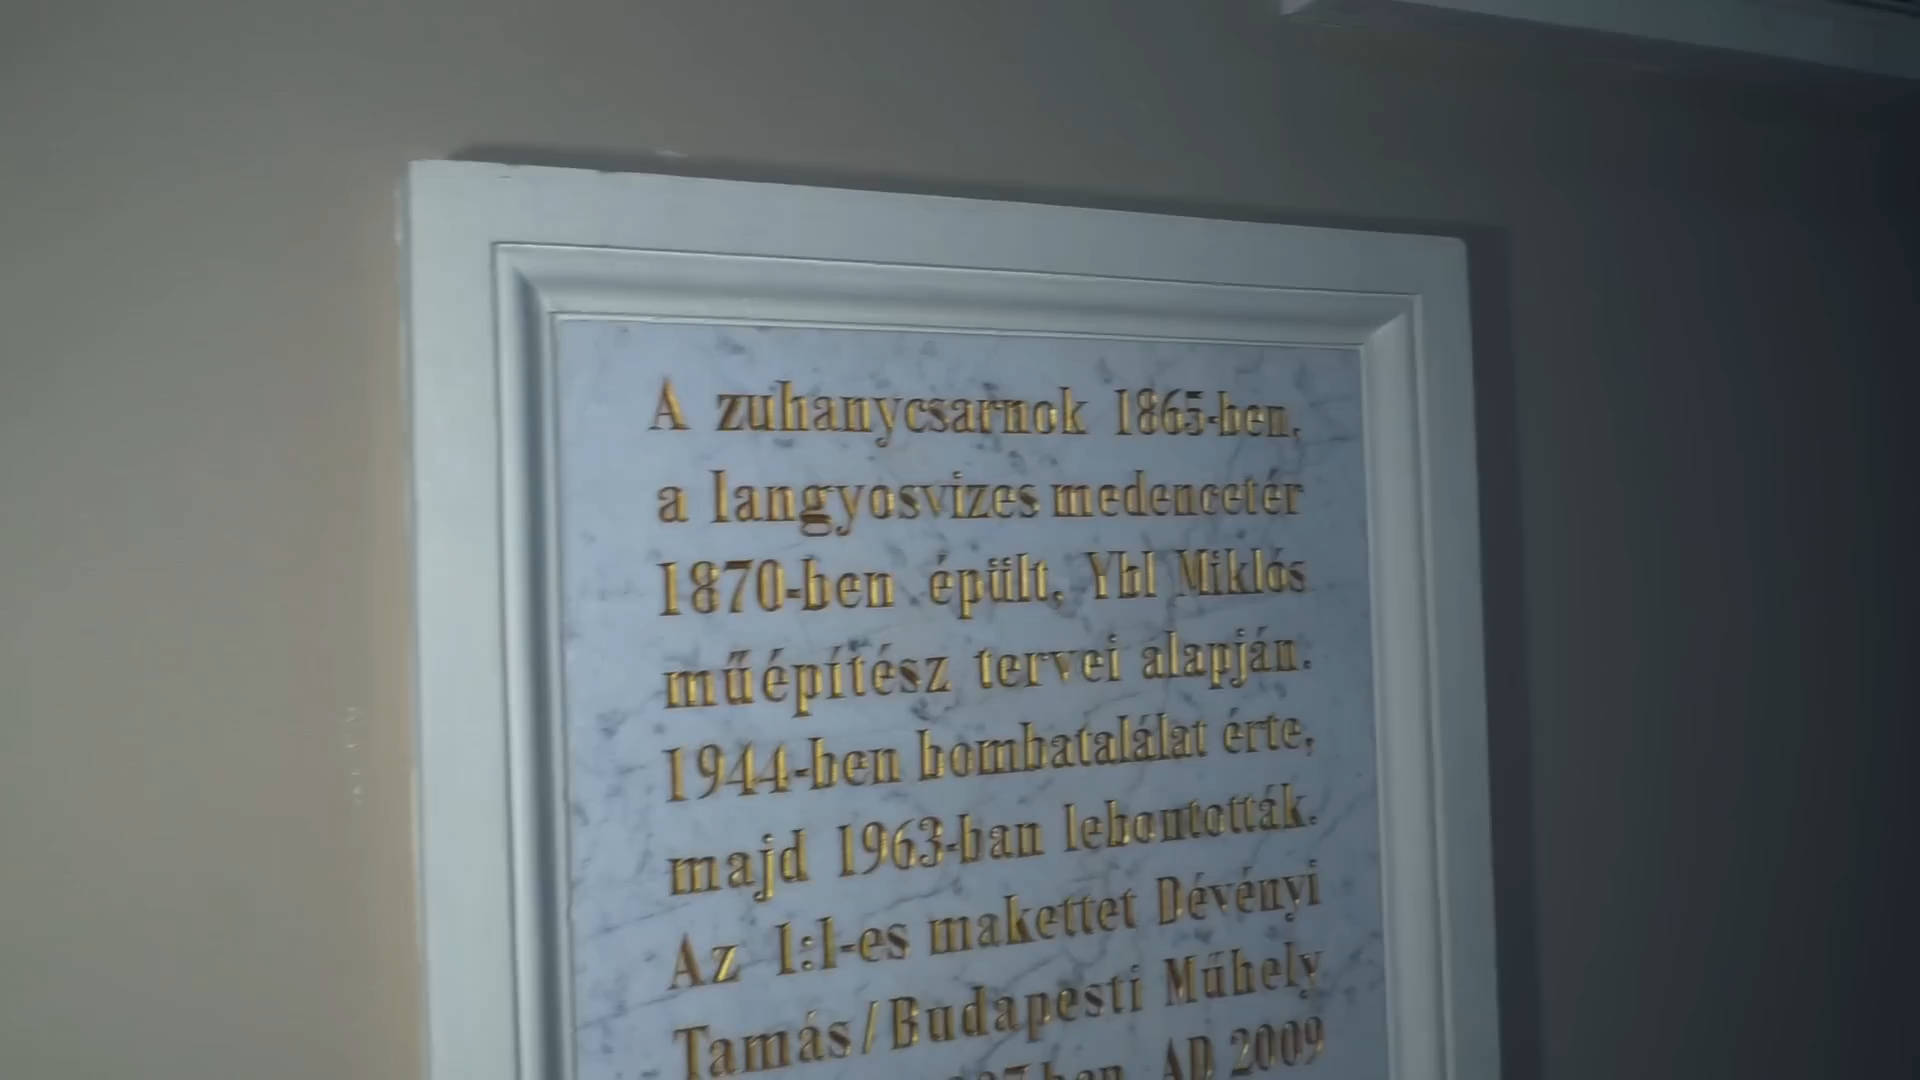 A zuhanycsarnok 1865-ben,
a langyosvizes medencetér
1870-ben épült, Ybl Miklós
műépítész tervei alapján.
1944-ben bombatalálat érte,
majd 1963-ban lebontották.
Az 1:1-es makettet Dévényi
Tamás/Budapesti Műhely
AD 2009